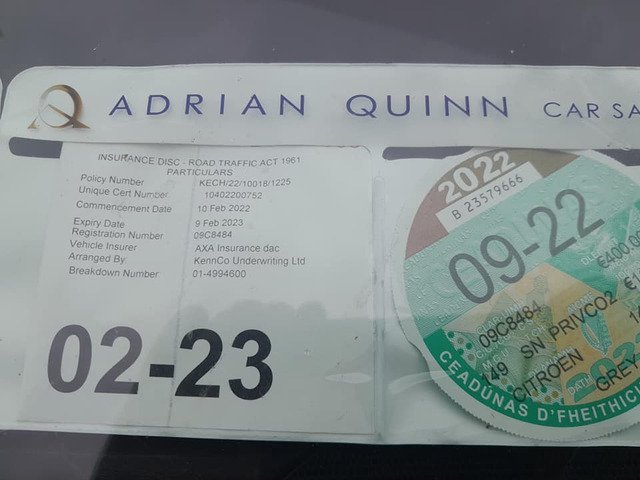 ADRIAN QUINN CAR SA
INSURANCE DISC - ROAD TRAFFIC ACT 1961
PARTICULARS
Policy Number KECH/22/10018/1225
Unique Cert Number 10402200752
Commencement Date 10 Feb 2022
Expiry Date 9 Feb 2023
Registration Number 09C8484
Vehicle Insurer AXA Insurance dac
Arranged By KennCo Underwriting Ltd
Breakdown Number 01-4994600
02-23
2022
B 23579666
09-22
€400.00
09C8484
149 SN PRIVCO2
CITROEN GREY
CEADÚNAS D'FHEITHIC